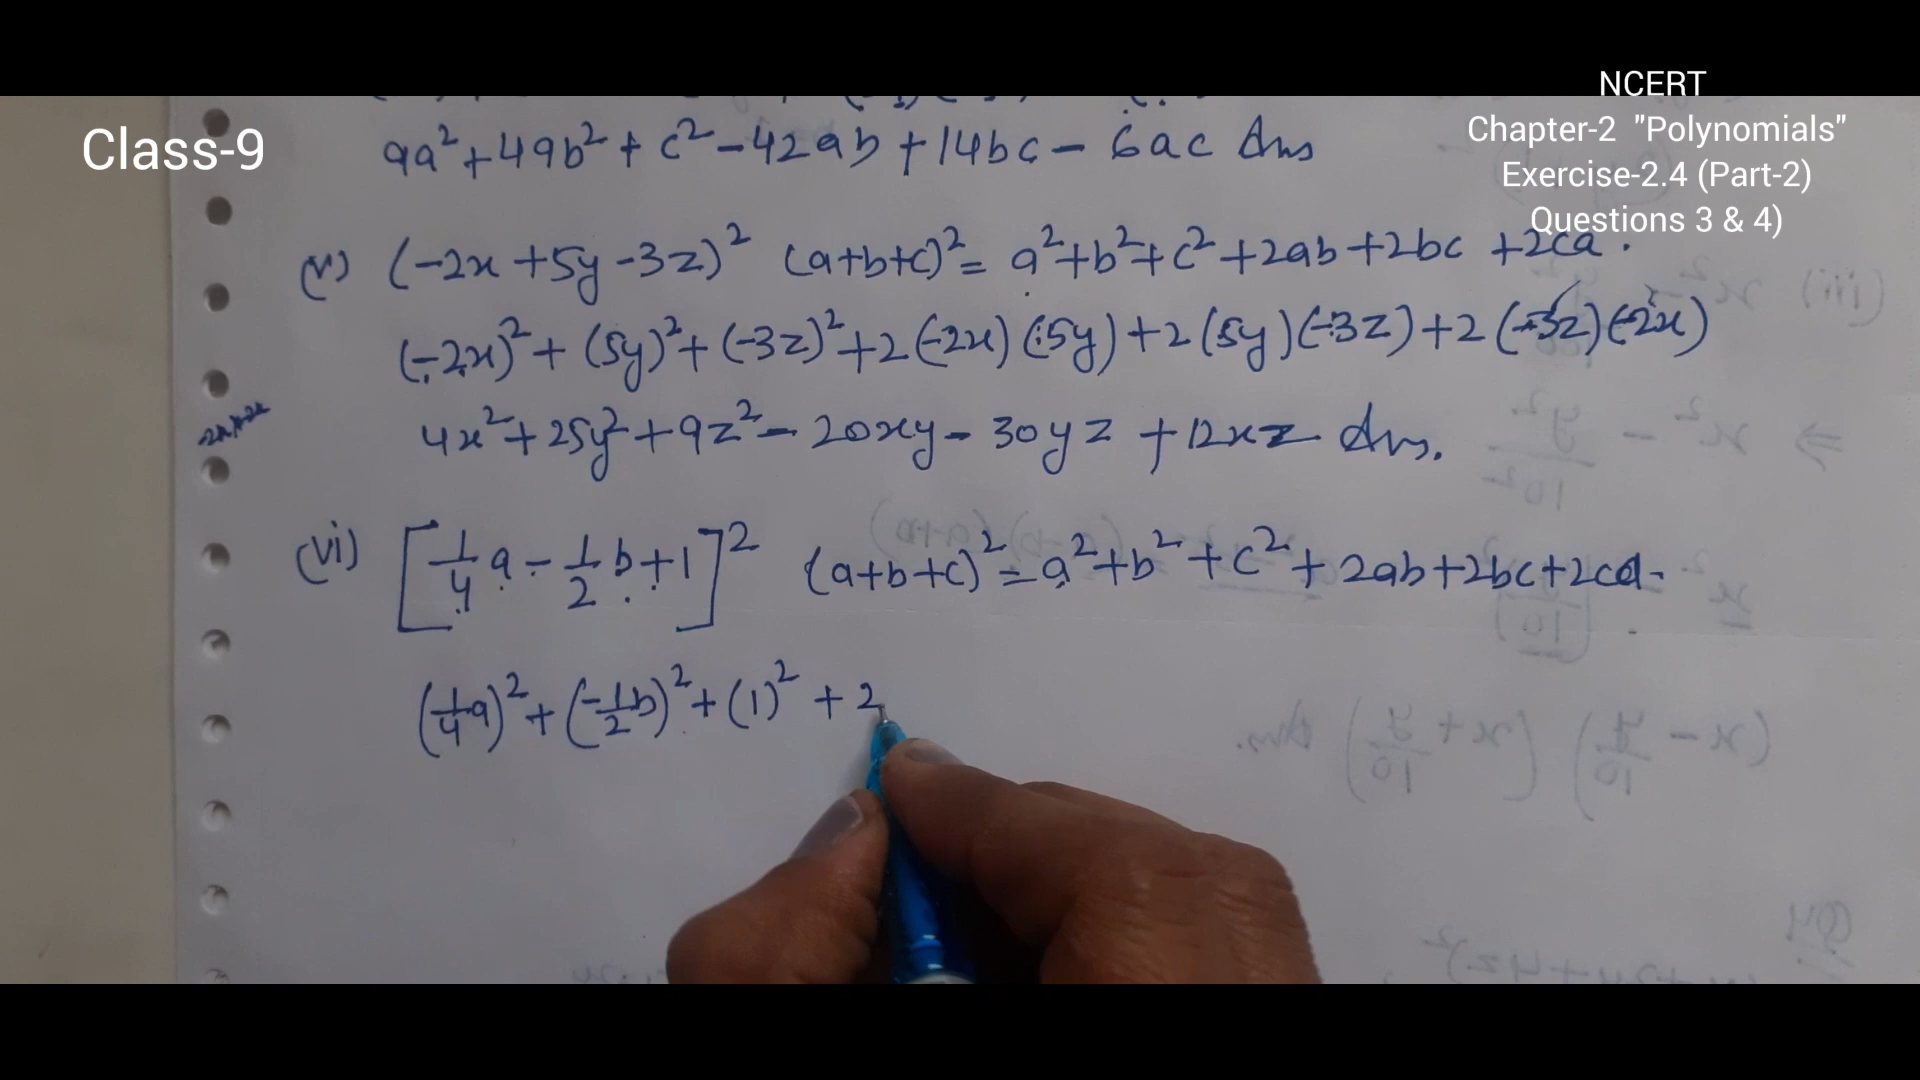 NCERT
Class-9
Chapter-2 "Polynomials"
Exercise-2.4 (Part-2)
Questions 3 & 4)
9a²+49b²+c²-42ab+14bc-6ac Ans
(v) (-2x+5y-3z)² (a+b+c)²= a²+b²+c²+2ab+2bc+2ca.
(-2x)²+(5y)²+(-3z)²+2(-2x)(5y)+2(5y)(-3z)+2(-3z)(-2x)
4x²+25y²+9z²-20xy-30yz+12xz Ans.
(vi) [1/4 a - 1/2 b+1]² (a+b+c)²=a²+b²+c²+2ab+2bc+2ca.
(1/4 a)²+(-1/2 b)²+(1)²+2